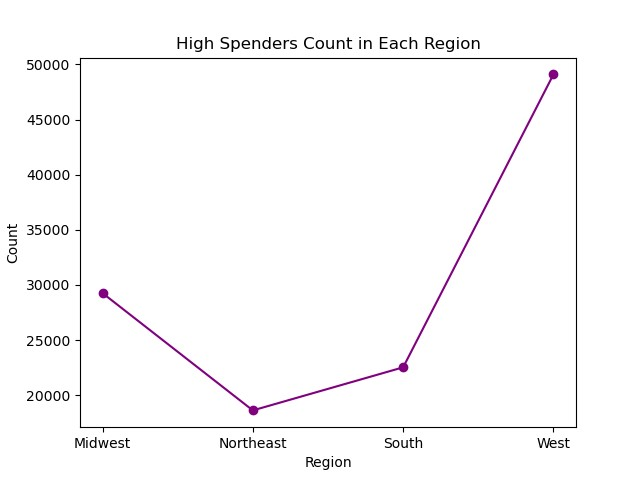 High Spenders Count in Each Region
50000
45000
40000
35000
30000
25000
20000
Count
Midwest Northeast South West
Region